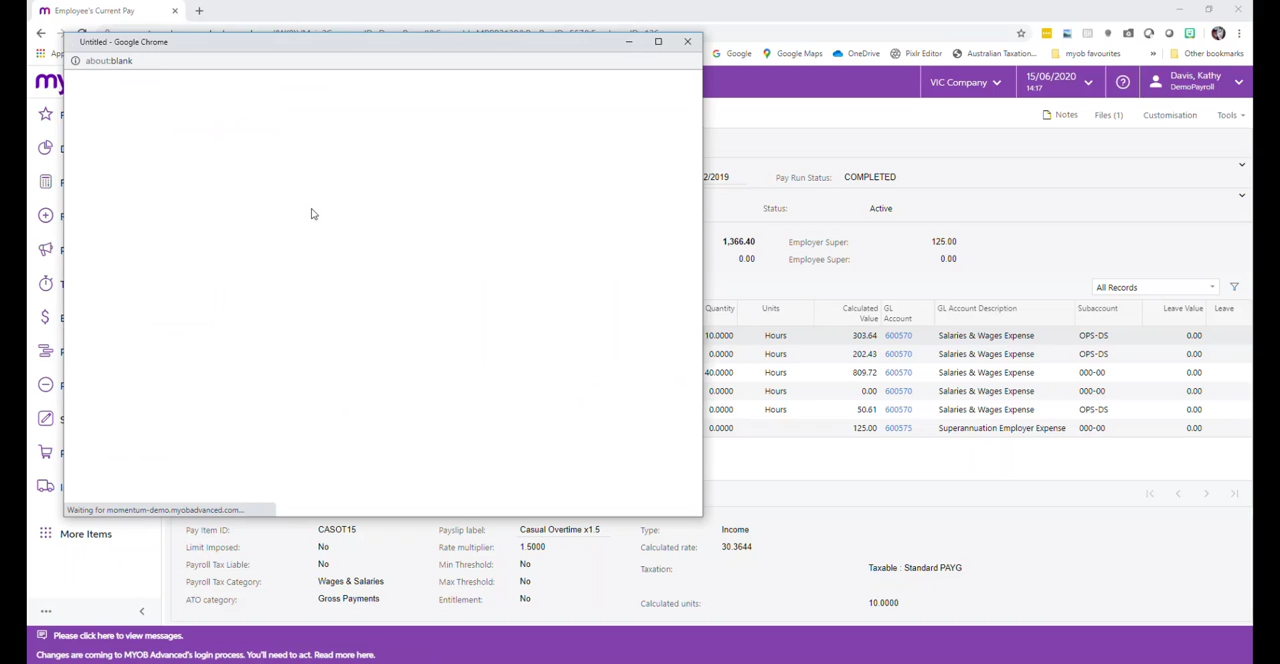 Employee's Current Pay
Untitled - Google Chrome
about:blank
Google Google Maps OneDrive Pixlr Editor Australian Taxation... myob favourites » Other bookmarks
VIC Company 15/06/2020 14:17 Davis, Kathy DemoPayroll
Notes Files (1) Customisation Tools
2/2019 Pay Run Status: COMPLETED
Status: Active
1,366.40 Employer Super: 125.00
0.00 Employee Super: 0.00
All Records
Quantity Units Calculated Value GL Account GL Account Description Subaccount Leave Value Leave
10.0000 Hours 303.64 600570 Salaries & Wages Expense OPS-DS 0.00
0.0000 Hours 202.43 600570 Salaries & Wages Expense OPS-DS 0.00
40.0000 Hours 809.72 600570 Salaries & Wages Expense 000-00 0.00
0.0000 Hours 0.00 600570 Salaries & Wages Expense 000-00 0.00
0.0000 Hours 50.61 600570 Salaries & Wages Expense OPS-DS 0.00
0.0000 125.00 600575 Superannuation Employer Expense 000-00 0.00
Waiting for momentum-demo.myobadvanced.com...
More Items
Pay Item ID: CASOT15 Payslip label: Casual Overtime x1.5 Type: Income
Limit Imposed: No Rate multiplier: 1.5000 Calculated rate: 30.3644
Payroll Tax Liable: No Min Threshold: No Taxation: Taxable : Standard PAYG
Payroll Tax Category: Wages & Salaries Max Threshold: No
ATO category: Gross Payments Entitlement: No Calculated units: 10.0000
Please click here to view messages.
Changes are coming to MYOB Advanced's login process. You'll need to act. Read more here.